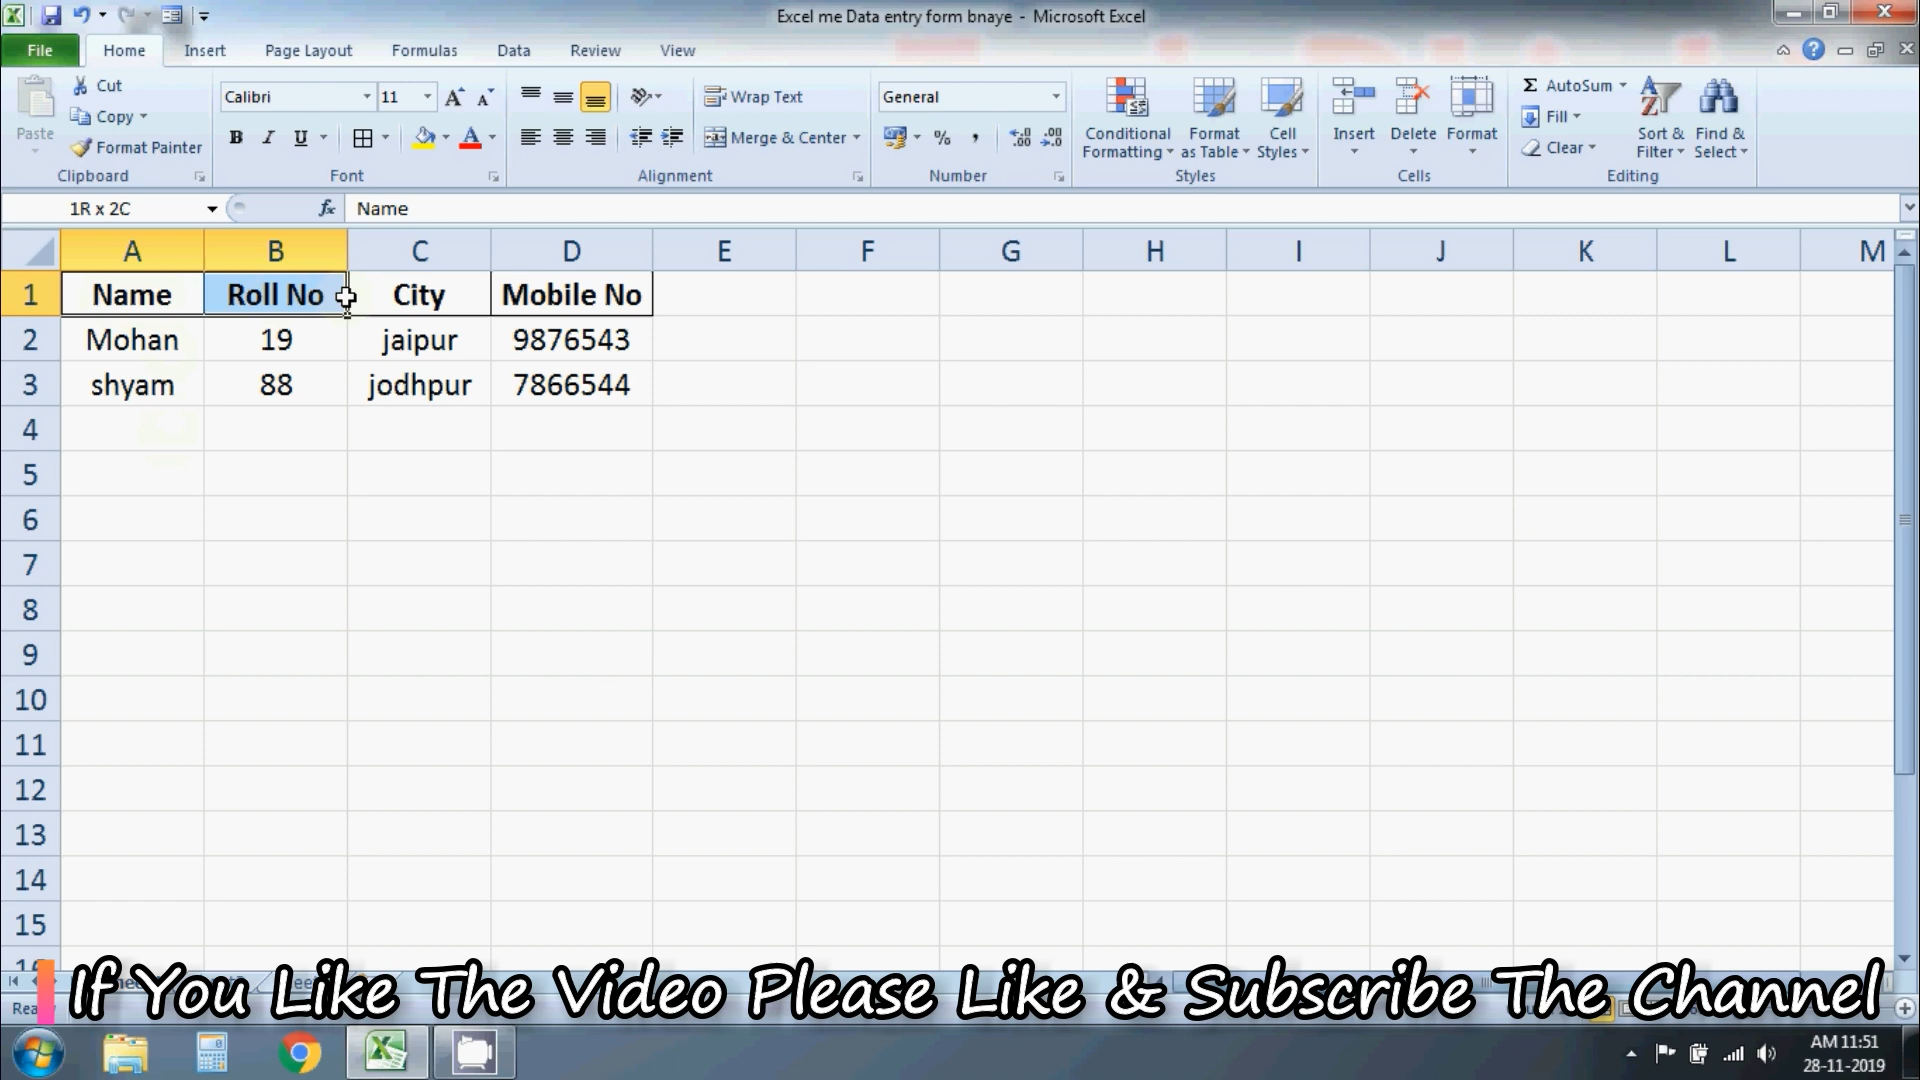 Excel me Data entry form bnaye - Microsoft Excel
File Home Insert Page Layout Formulas Data Review View
Paste Cut Copy Format Painter Clipboard
Calibri 11 B I U A Font
Wrap Text Merge & Center Alignment
General % , .00 Number
Conditional Formatting Format as Table Cell Styles Styles
Insert Delete Format Cells
Σ AutoSum Fill Clear Sort & Filter Find & Select Editing
1R x 2C fx Name
A B C D E F G H I J K L M
1 Name Roll No City Mobile No
2 Mohan 19 jaipur 9876543
3 shyam 88 jodhpur 7866544
4
5
6
7
8
9
10
11
12
13
14
15
If You Like The Video Please Like & Subscribe The Channel
AM 11:51
28-11-2019